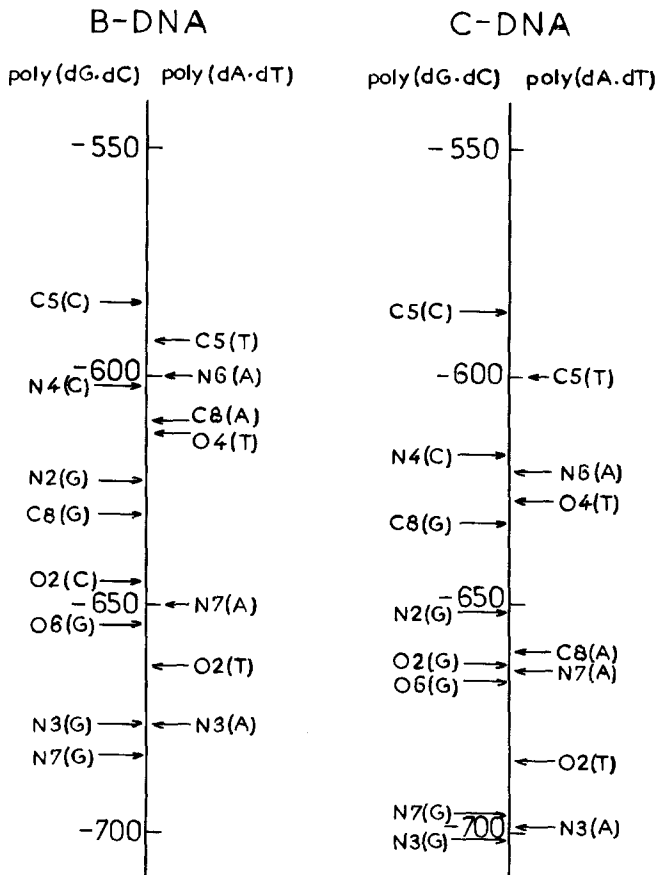 B-DNA
poly(dG.dC) poly(dA.dT)
-550
C5(C)
C5(T)
-600
N6(A)
N4(C)
C8(A)
O4(T)
N2(G)
C8(G)
O2(C)
-650
N7(A)
O6(G)
O2(T)
N3(G)
N3(A)
N7(G)
-700
C-DNA
poly(dG.dC) poly(dA.dT)
-550
C5(C)
-600
C5(T)
N4(C)
N6(A)
O4(T)
C8(G)
-650
N2(G)
C8(A)
O2(G)
N7(A)
O6(G)
O2(T)
N7(G)
-700
N3(A)
N3(G)